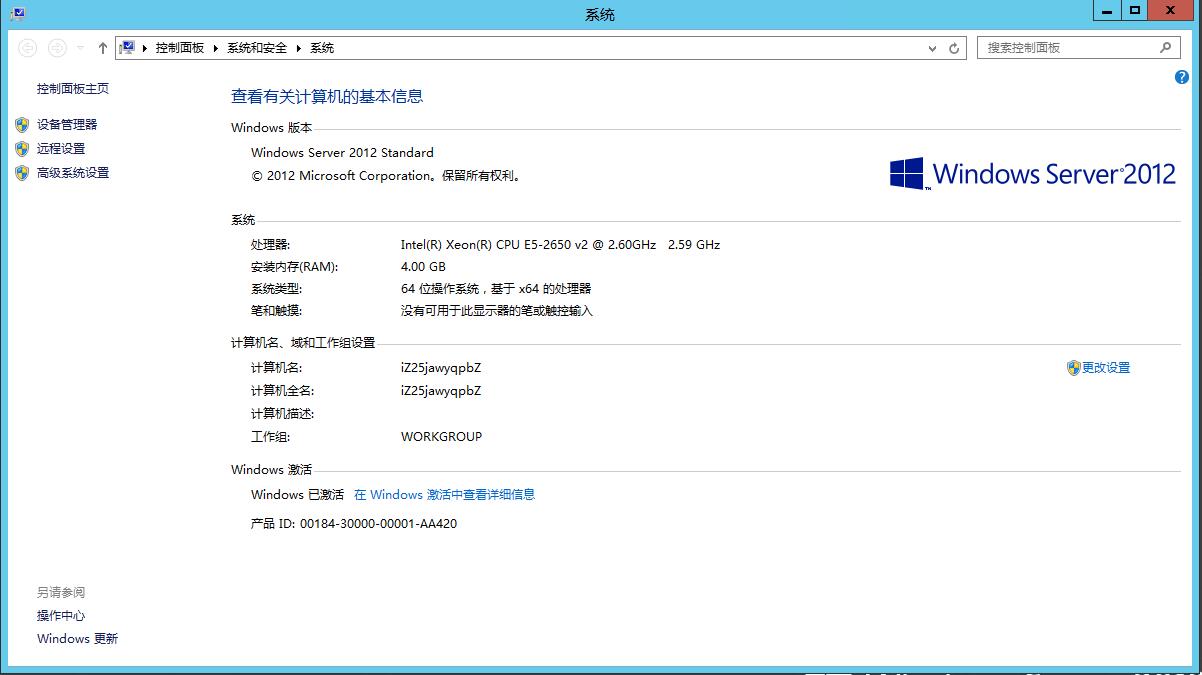 系统
控制面板 系统和安全 系统
搜索控制面板
控制面板主页
设备管理器
远程设置
高级系统设置
查看有关计算机的基本信息
Windows 版本
Windows Server 2012 Standard
© 2012 Microsoft Corporation。保留所有权利。
Windows Server®2012
系统
处理器: Intel(R) Xeon(R) CPU E5-2650 v2 @ 2.60GHz 2.59 GHz
安装内存(RAM): 4.00 GB
系统类型: 64 位操作系统，基于 x64 的处理器
笔和触摸: 没有可用于此显示器的笔或触控输入
计算机名、域和工作组设置
计算机名: iZ25jawyqpbZ 更改设置
计算机全名: iZ25jawyqpbZ
计算机描述:
工作组: WORKGROUP
Windows 激活
Windows 已激活 在 Windows 激活中查看详细信息
产品 ID: 00184-30000-00001-AA420
另请参阅
操作中心
Windows 更新